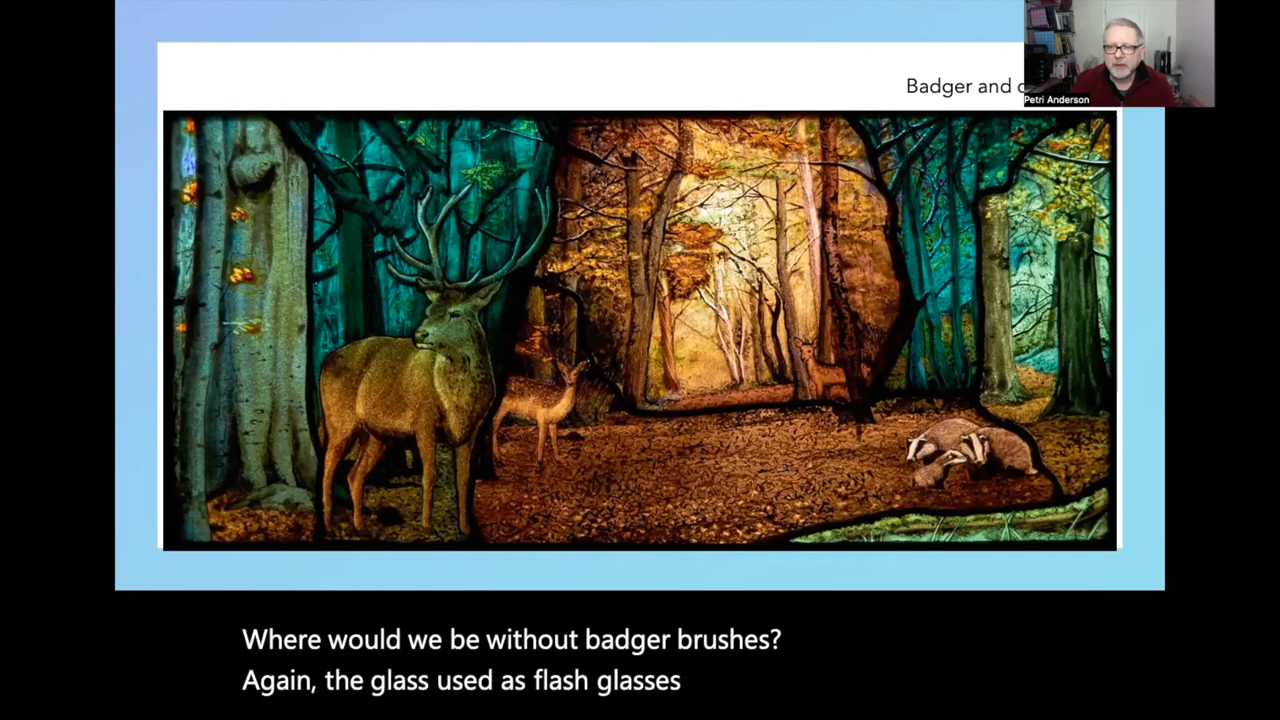 Badger and
Petri Anderson
Where would we be without badger brushes?
Again, the glass used as flash glasses